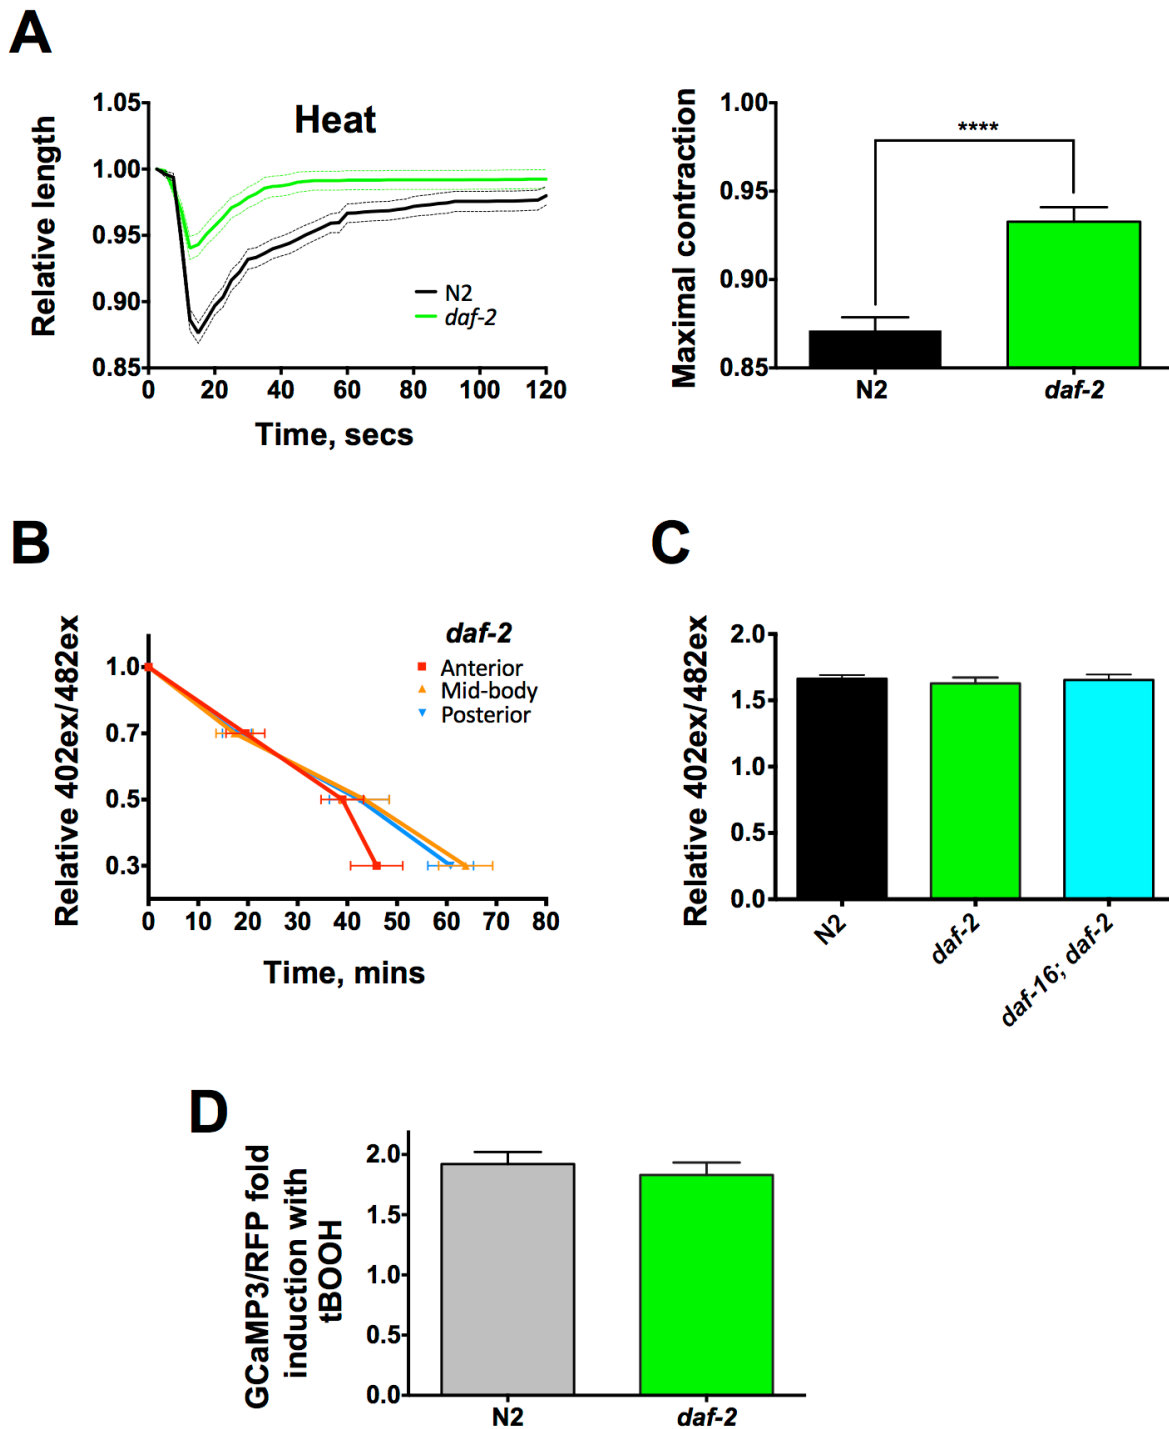 A
Heat
Relative length
1.05
1.00
0.95
0.90
0.85
N2
daf-2
0 20 40 60 80 100 120
Time, secs
Maximal contraction
1.00
0.95
0.90
0.85
****
N2 daf-2
B
Relative 402ex/482ex
1.0
0.7
0.5
0.3
daf-2
Anterior
Mid-body
Posterior
0 10 20 30 40 50 60 70 80
Time, mins
C
Relative 402ex/482ex
2.0
1.5
1.0
0.5
0.0
N2
daf-2
daf-16; daf-2
D
GCaMP3/RFP fold
induction with
tBOOH
2.0
1.5
1.0
0.5
0.0
N2 daf-2